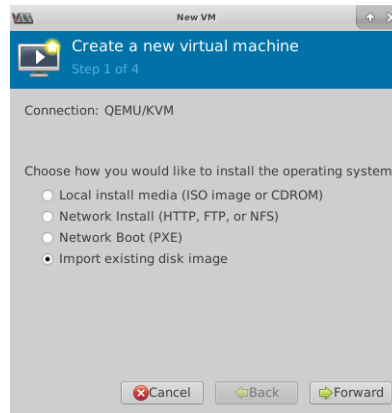 New VM
Create a new virtual machine
Step 1 of 4
Connection: QEMU/KVM
Choose how you would like to install the operating system
Local install media (ISO image or CDROM)
Network Install (HTTP, FTP, or NFS)
Network Boot (PXE)
Import existing disk image
Cancel Back Forward